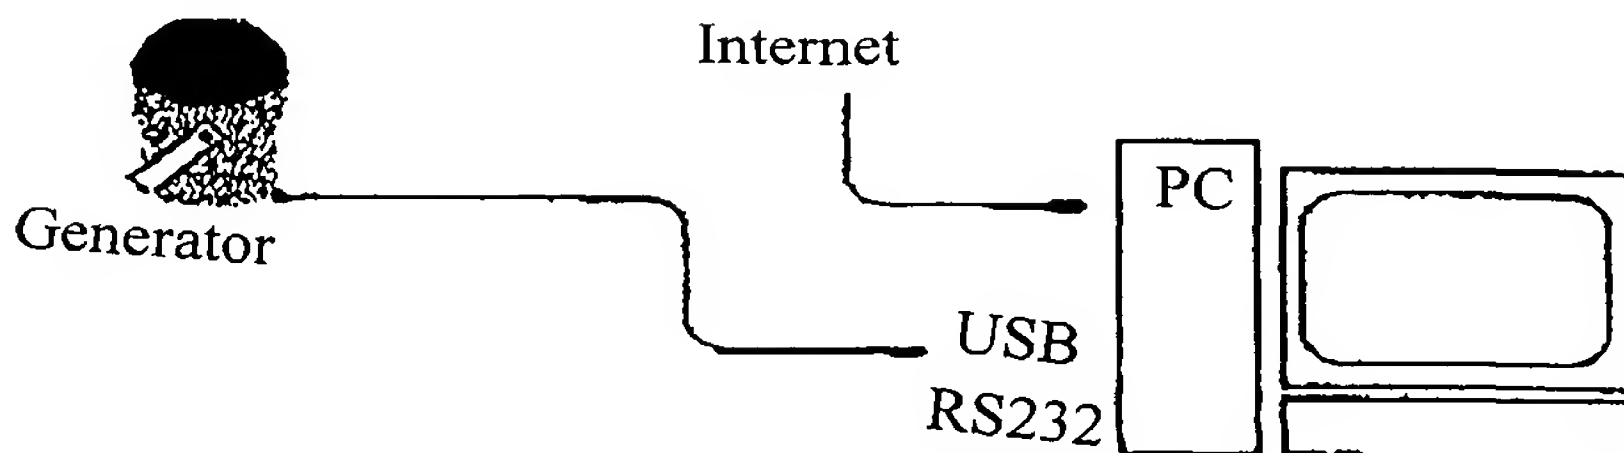 Internet
PC
Generator
USB
RS232